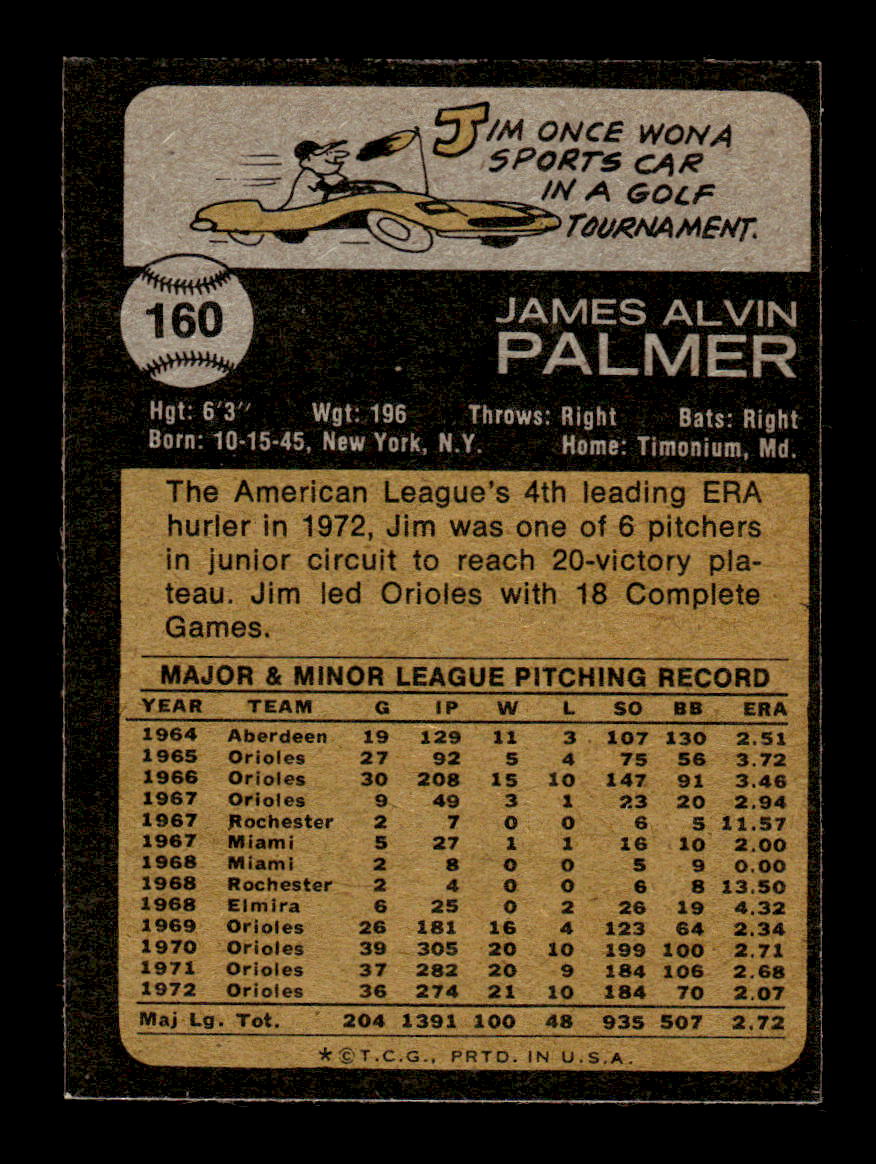 JIM ONCE WON A
SPORTS CAR
IN A GOLF
TOURNAMENT.
160
JAMES ALVIN
PALMER
Hgt: 6'3" Wgt: 196 Throws: Right Bats: Right
Born: 10-15-45, New York, N.Y. Home: Timonium, Md.
The American League's 4th leading ERA
hurler in 1972, Jim was one of 6 pitchers
in junior circuit to reach 20-victory pla-
teau. Jim led Orioles with 18 Complete
Games.
MAJOR & MINOR LEAGUE PITCHING RECORD
YEAR TEAM G IP W L SO BB ERA
1964 Aberdeen 19 129 11 3 107 130 2.51
1965 Orioles 27 92 5 4 75 56 3.72
1966 Orioles 30 208 15 10 147 91 3.46
1967 Orioles 9 49 3 1 23 20 2.94
1967 Rochester 2 7 0 0 6 5 11.57
1967 Miami 5 27 1 1 16 10 2.00
1968 Miami 2 8 0 0 5 9 0.00
1968 Rochester 2 4 0 0 6 8 13.50
1968 Elmira 6 25 0 2 26 19 4.32
1969 Orioles 26 181 16 4 123 64 2.34
1970 Orioles 39 305 20 10 199 100 2.71
1971 Orioles 37 282 20 9 184 106 2.68
1972 Orioles 36 274 21 10 184 70 2.07
Maj Lg. Tot. 204 1391 100 48 935 507 2.72
*©T.C.G., PRTD. IN U.S.A.